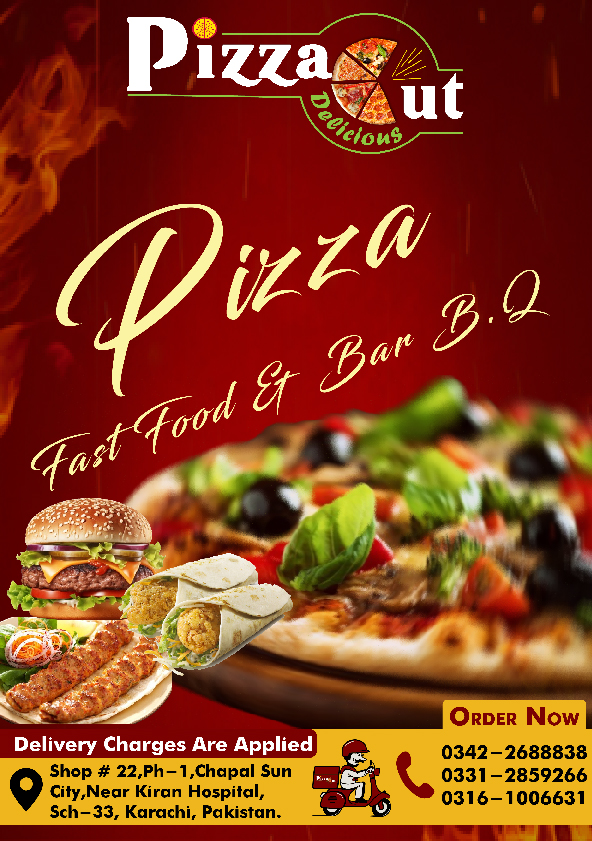 Pizza Cut
Delicious
Pizza
Fast Food & Bar B.Q
Order Now
Delivery Charges Are Applied
Shop # 22,Ph-1,Chapal Sun
City,Near Kiran Hospital,
Sch-33, Karachi, Pakistan.
0342-2688838
0331-2859266
0316-1006631